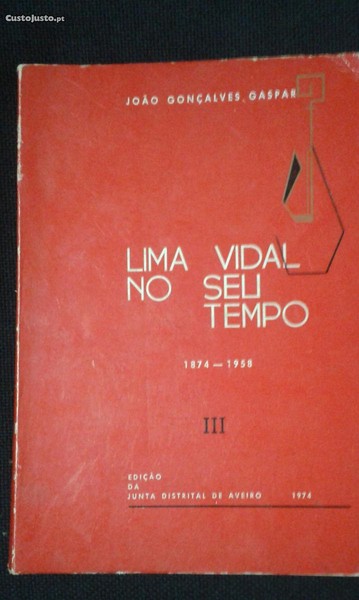 CustoJusto.pt
JOÃO GONÇALVES GASPAR
LIMA VIDAL
NO SEU
TEMPO
1874 — 1958
III
EDIÇÃO
DA
JUNTA DISTRITAL DE AVEIRO 1974